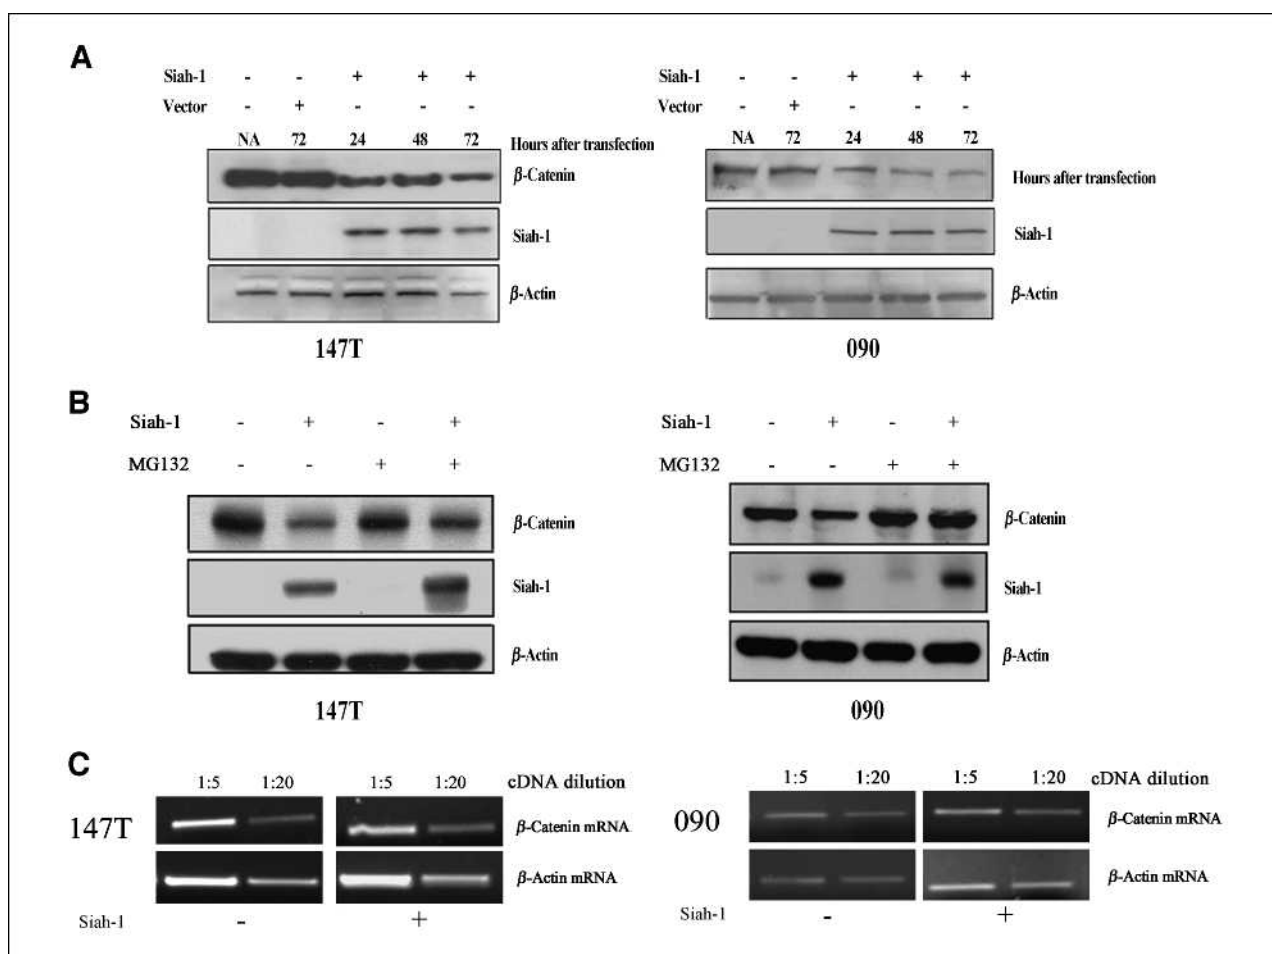 A
Siah-1 - - + + +
Vector - + - - -
NA 72 24 48 72 Hours after transfection
β-Catenin
Siah-1
β-Actin
147T
Siah-1 - - + + +
Vector - + - - -
NA 72 24 48 72
Hours after transfection
Siah-1
β-Actin
090
B
Siah-1 - + - +
MG132 - - + +
β-Catenin
Siah-1
β-Actin
147T
Siah-1 - + - +
MG132 - - + +
β-Catenin
Siah-1
β-Actin
090
C
1:5 1:20 1:5 1:20 cDNA dilution
147T
β-Catenin mRNA
β-Actin mRNA
Siah-1 - +
1:5 1:20 1:5 1:20 cDNA dilution
090
β-Catenin mRNA
β-Actin mRNA
Siah-1 - +